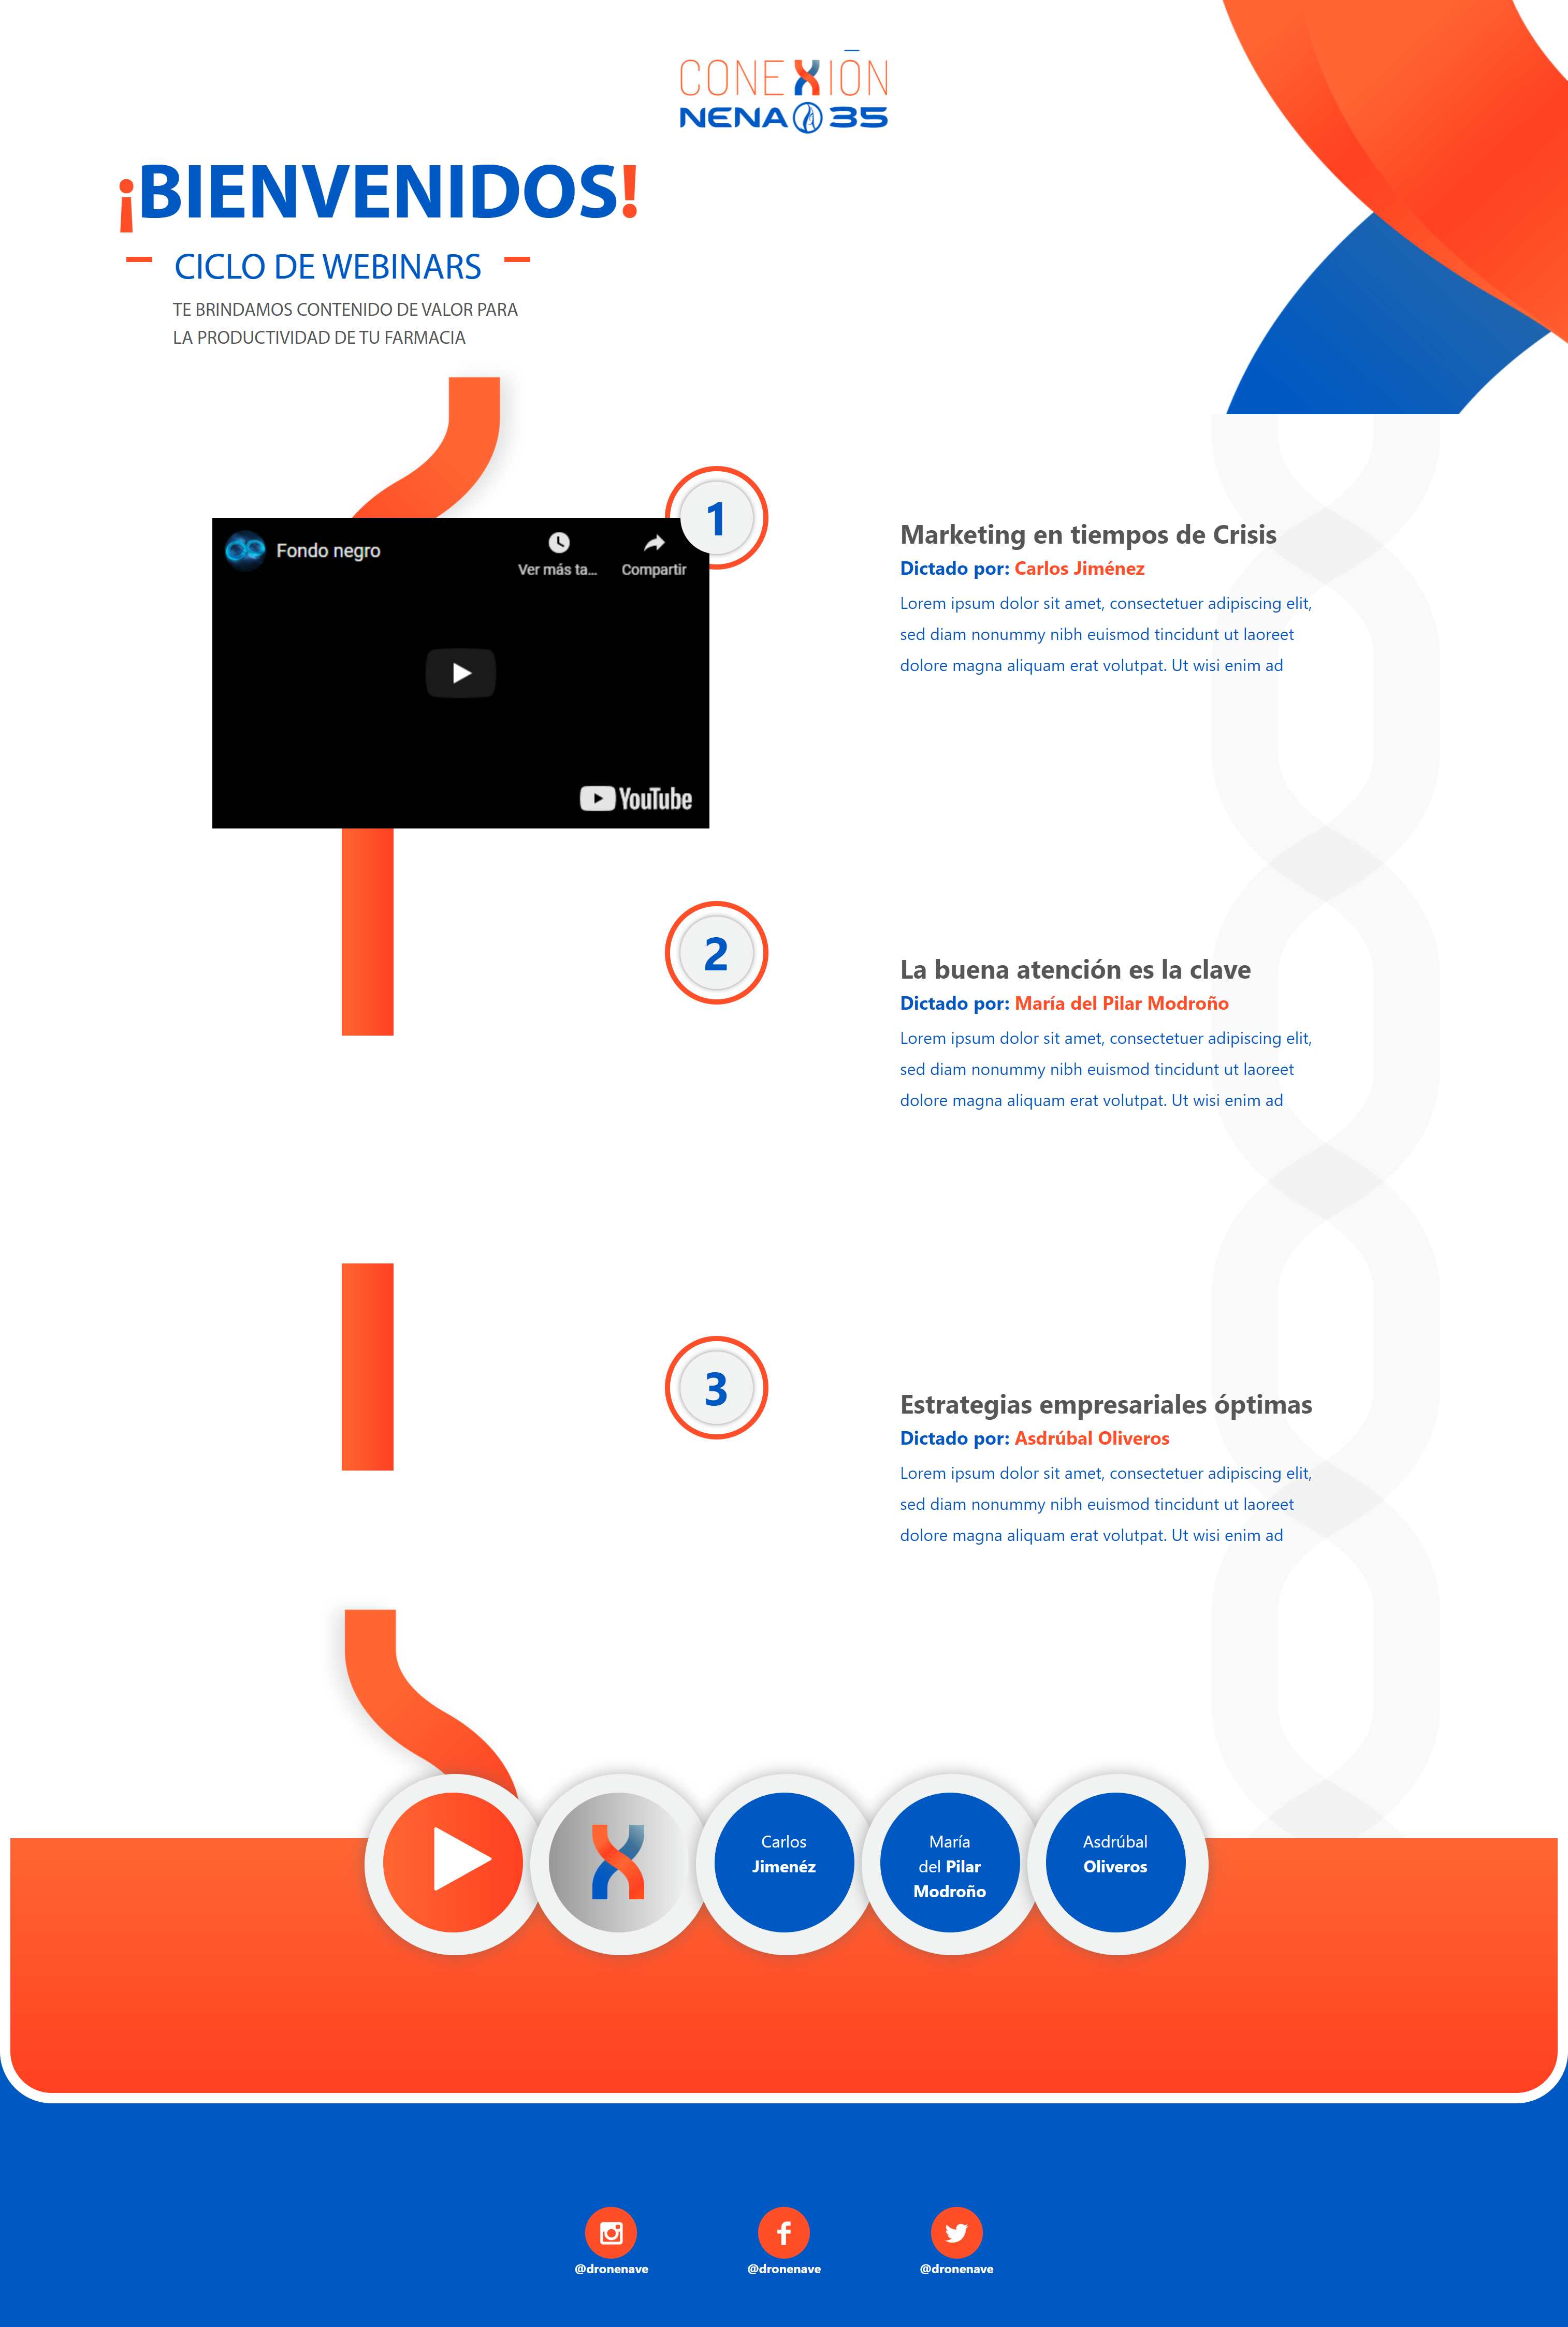 CONEXIÓN
NENA 35
¡BIENVENIDOS!
CICLO DE WEBINARS
TE BRINDAMOS CONTENIDO DE VALOR PARA
LA PRODUCTIVIDAD DE TU FARMACIA
Fondo negro
Ver más ta...
Compartir
YouTube
1
Marketing en tiempos de Crisis
Dictado por: Carlos Jiménez
Lorem ipsum dolor sit amet, consectetuer adipiscing elit,
sed diam nonummy nibh euismod tincidunt ut laoreet
dolore magna aliquam erat volutpat. Ut wisi enim ad
2
La buena atención es la clave
Dictado por: María del Pilar Modroño
Lorem ipsum dolor sit amet, consectetuer adipiscing elit,
sed diam nonummy nibh euismod tincidunt ut laoreet
dolore magna aliquam erat volutpat. Ut wisi enim ad
3
Estrategias empresariales óptimas
Dictado por: Asdrúbal Oliveros
Lorem ipsum dolor sit amet, consectetuer adipiscing elit,
sed diam nonummy nibh euismod tincidunt ut laoreet
dolore magna aliquam erat volutpat. Ut wisi enim ad
Carlos
Jimenéz
María
del Pilar
Modroño
Asdrúbal
Oliveros
@dronenave
@dronenave
@dronenave